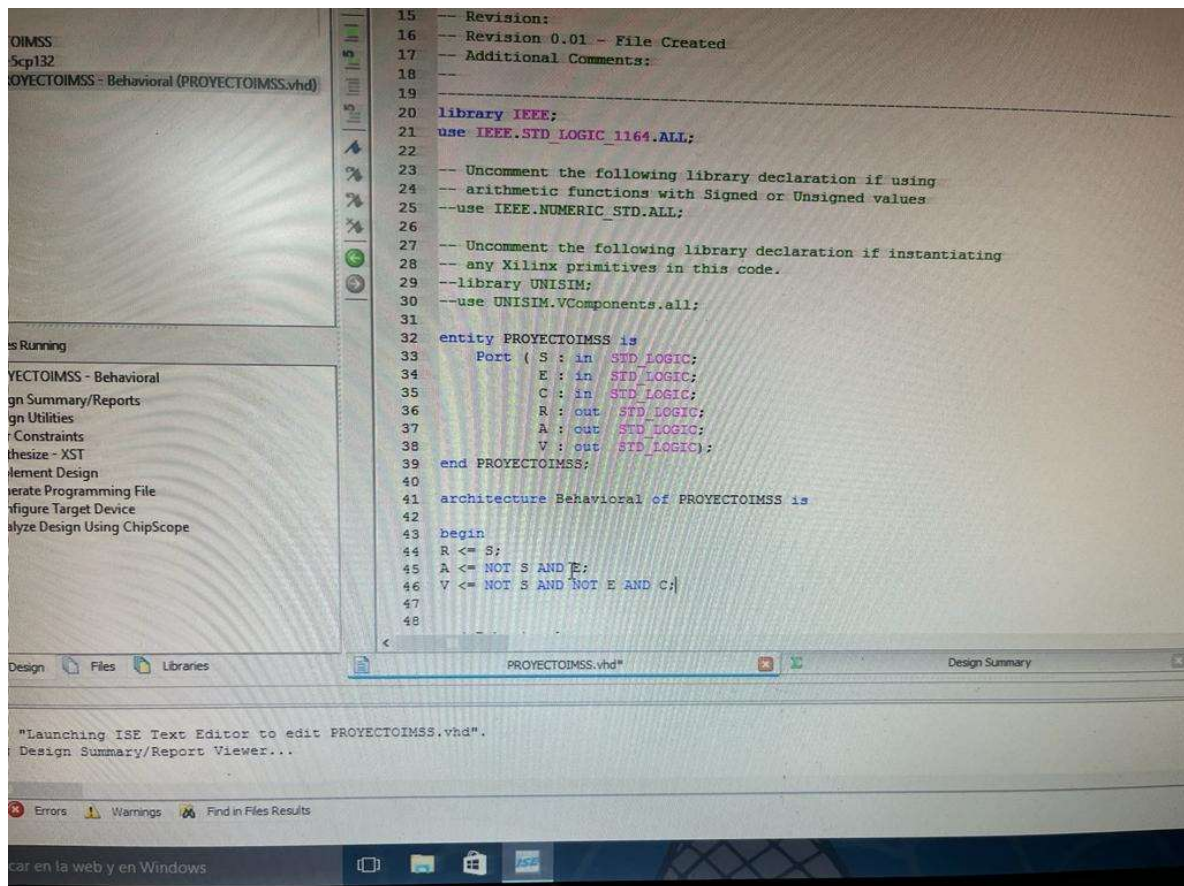 OIMSS
5cp132
OYECTOIMSS - Behavioral (PROYECTOIMSS.vhd)
Running
YECTOIMSS - Behavioral
gn Summary/Reports
gn Utilities
Constraints
thesize - XST
lement Design
erate Programming File
nfigure Target Device
alyze Design Using ChipScope
Design Files Libraries
15 -- Revision:
16 -- Revision 0.01 - File Created
17 -- Additional Comments:
18 --
19 ----------------------------------------------------------------------------------
20 library IEEE;
21 use IEEE.STD_LOGIC_1164.ALL;
22
23 -- Uncomment the following library declaration if using
24 -- arithmetic functions with Signed or Unsigned values
25 --use IEEE.NUMERIC_STD.ALL;
26
27 -- Uncomment the following library declaration if instantiating
28 -- any Xilinx primitives in this code.
29 --library UNISIM;
30 --use UNISIM.VComponents.all;
31
32 entity PROYECTOIMSS is
33 Port ( S : in STD_LOGIC;
34 E : in STD_LOGIC;
35 C : in STD_LOGIC;
36 R : out STD_LOGIC;
37 A : out STD_LOGIC;
38 V : out STD_LOGIC);
39 end PROYECTOIMSS;
40
41 architecture Behavioral of PROYECTOIMSS is
42
43 begin
44 R <= S;
45 A <= NOT S AND E;
46 V <= NOT S AND NOT E AND C;
47
48
PROYECTOIMSS.vhd* Design Summary
"Launching ISE Text Editor to edit PROYECTOIMSS.vhd".
Design Summary/Report Viewer...
Errors Warnings Find in Files Results
car en la web y en Windows
ISE